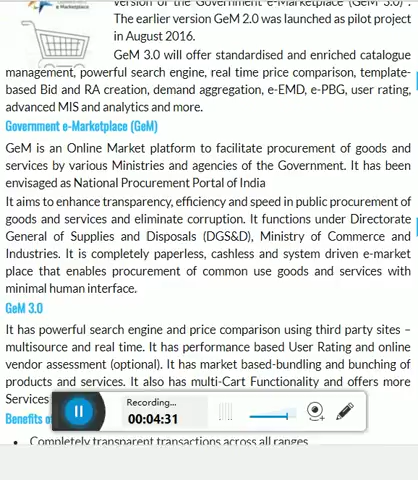 e-Marketplace
version of the Government e-Marketplace (GeM 3.0) .
The earlier version GeM 2.0 was launched as pilot project
in August 2016.
GeM 3.0 will offer standardised and enriched catalogue
management, powerful search engine, real time price comparison, template-
based Bid and RA creation, demand aggregation, e-EMD, e-PBG, user rating,
advanced MIS and analytics and more.
Government e-Marketplace (GeM)
GeM is an Online Market platform to facilitate procurement of goods and
services by various Ministries and agencies of the Government. It has been
envisaged as National Procurement Portal of India
It aims to enhance transparency, efficiency and speed in public procurement of
goods and services and eliminate corruption. It functions under Directorate
General of Supplies and Disposals (DGS&D), Ministry of Commerce and
Industries. It is completely paperless, cashless and system driven e-market
place that enables procurement of common use goods and services with
minimal human interface.
GeM 3.0
It has powerful search engine and price comparison using third party sites –
multisource and real time. It has performance based User Rating and online
vendor assessment (optional). It has market based-bundling and bunching of
products and services. It also has multi-Cart Functionality and offers more
Services
Recording...
00:04:31
Benefits of
• Completely transparent transactions across all ranges